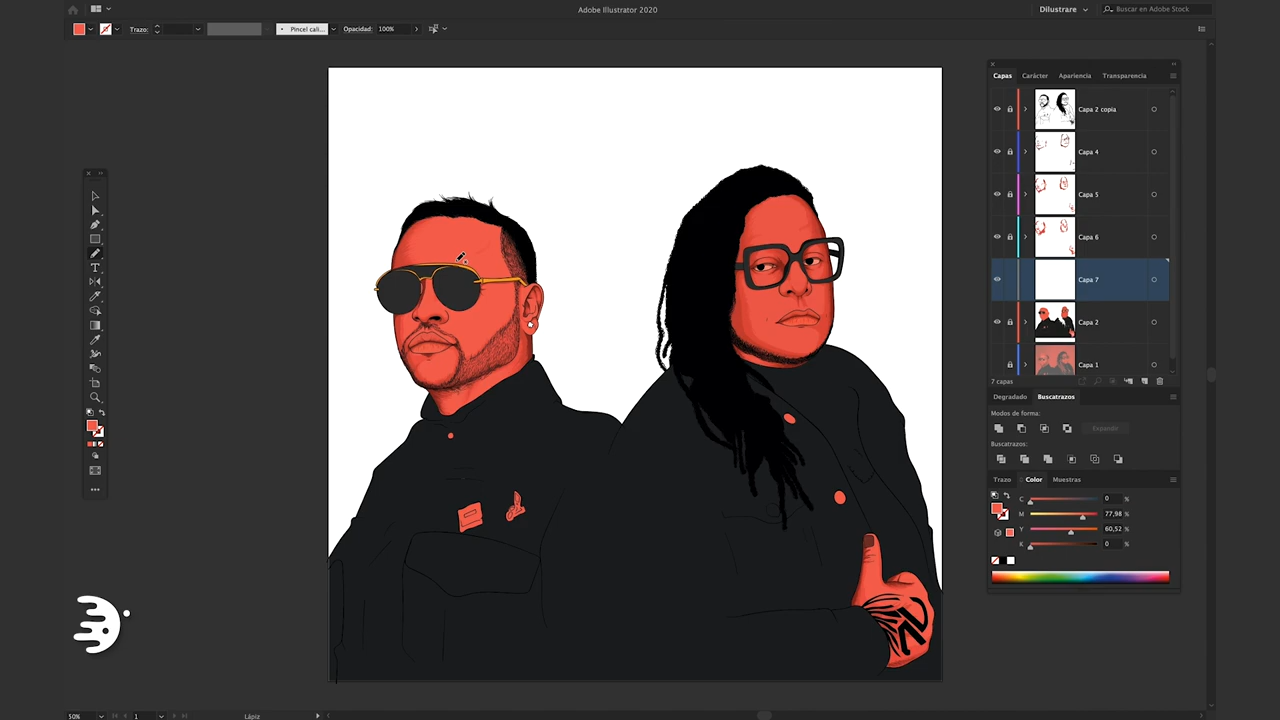 Adobe Illustrator 2020
Dilustrare
Buscar en Adobe Stock
Trazo:
Pincel cali...
Opacidad: 100%
Capas Carácter Apariencia Transparencia
Capa 2 copia
Capa 4
Capa 5
Capa 6
Capa 7
Capa 2
Capa 1
7 capas
Degradado Buscatrazos
Modos de forma:
Expandir
Buscatrazos:
Trazo Color Muestras
C 0 %
M 77,98 %
Y 60,52 %
K 0 %
50% 1 Lápiz